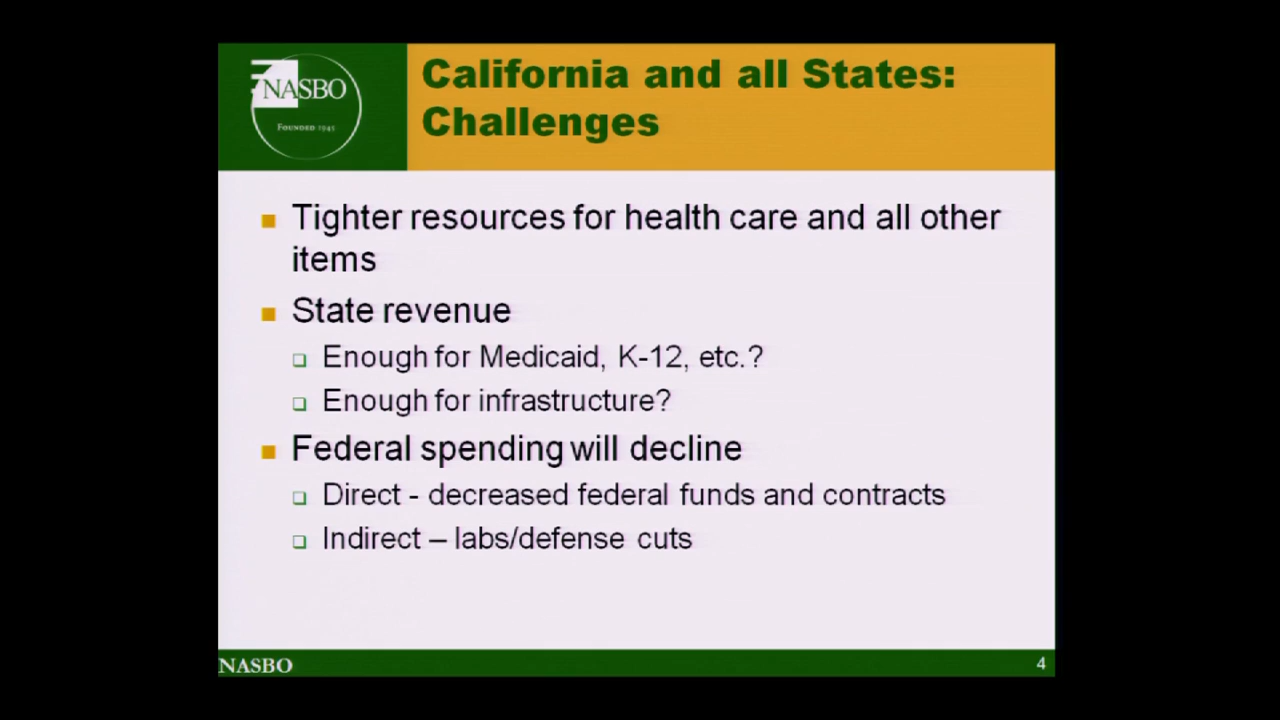 NASBO
FOUNDED 1945
California and all States:
Challenges
Tighter resources for health care and all other
items
State revenue
Enough for Medicaid, K-12, etc.?
Enough for infrastructure?
Federal spending will decline
Direct - decreased federal funds and contracts
Indirect – labs/defense cuts
NASBO
4